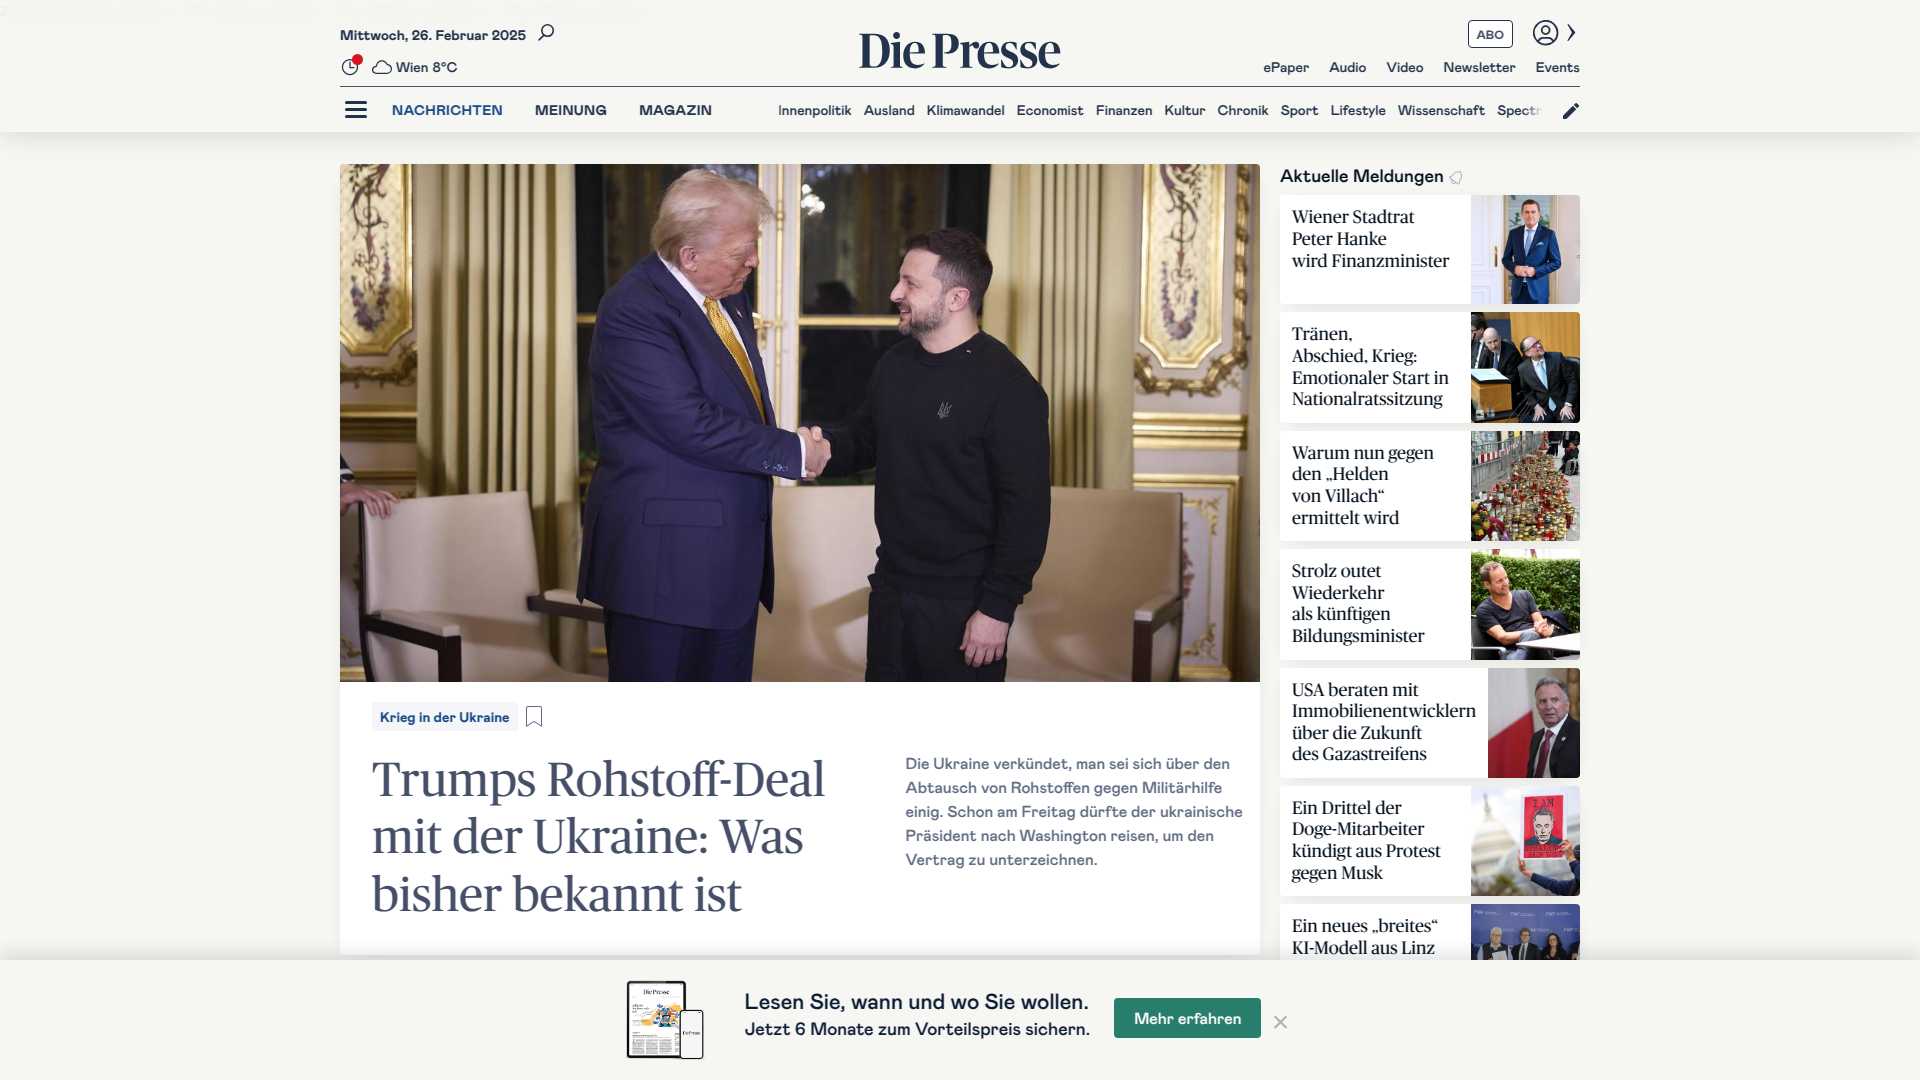 Mittwoch, 26. Februar 2025
Wien 8°C
Die Presse
ABO
ePaper Audio Video Newsletter Events
NACHRICHTEN MEINUNG MAGAZIN
Innenpolitik Ausland Klimawandel Economist Finanzen Kultur Chronik Sport Lifestyle Wissenschaft Spectr
Krieg in der Ukraine
Trumps Rohstoff-Deal
mit der Ukraine: Was
bisher bekannt ist
Die Ukraine verkündet, man sei sich über den
Abtausch von Rohstoffen gegen Militärhilfe
einig. Schon am Freitag dürfte der ukrainische
Präsident nach Washington reisen, um den
Vertrag zu unterzeichnen.
Aktuelle Meldungen
Wiener Stadtrat
Peter Hanke
wird Finanzminister
Tränen,
Abschied, Krieg:
Emotionaler Start in
Nationalratssitzung
Warum nun gegen
den „Helden
von Villach“
ermittelt wird
Strolz outet
Wiederkehr
als künftigen
Bildungsminister
USA beraten mit
Immobilienentwicklern
über die Zukunft
des Gazastreifens
Ein Drittel der
Doge-Mitarbeiter
kündigt aus Protest
gegen Musk
Ein neues „breites“
KI-Modell aus Linz
Die Presse
Die Presse
Lesen Sie, wann und wo Sie wollen.
Jetzt 6 Monate zum Vorteilspreis sichern.
Mehr erfahren